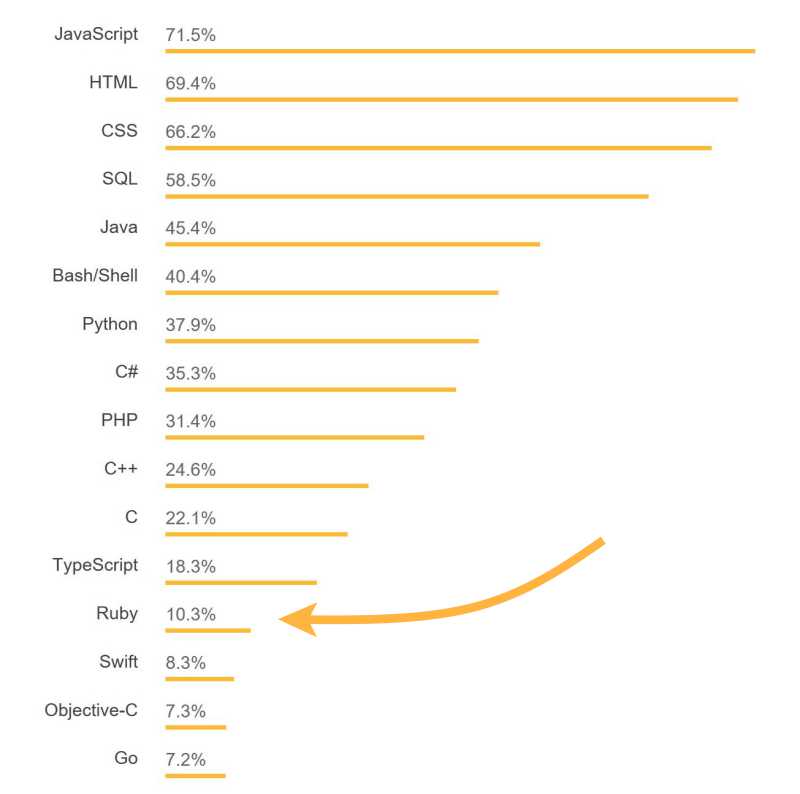 JavaScript 71.5%
HTML 69.4%
CSS 66.2%
SQL 58.5%
Java 45.4%
Bash/Shell 40.4%
Python 37.9%
C# 35.3%
PHP 31.4%
C++ 24.6%
C 22.1%
TypeScript 18.3%
Ruby 10.3%
Swift 8.3%
Objective-C 7.3%
Go 7.2%